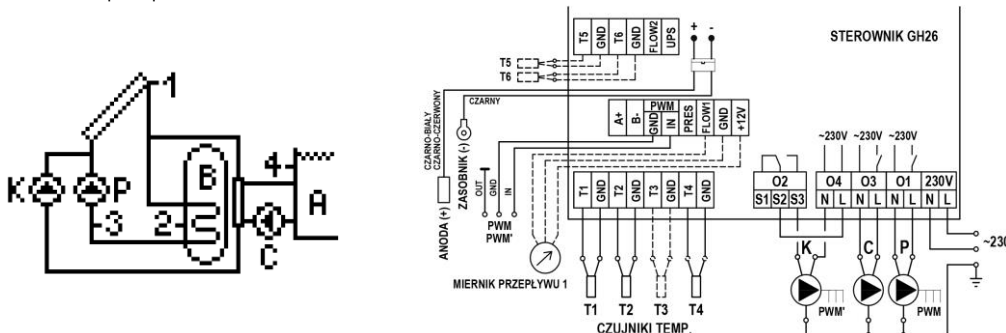 1
B
4
A
K
P
3
2
4
C
STEROWNIK GH26
T5 GND T6 GND FLOW2 UPS
+ -
T5
T6
CZARNY
CZARNO-BIAŁY
CZARNO-CZERWONY
ZASOBNIK (-)
ANODA (+)
A+ B- PWM GND IN PRES FLOW1 GND +12V
OUT
GND
IN
PWM
PWM'
MIERNIK PRZEPŁYWU 1
T1 GND T2 GND T3 GND T4 GND
T1 T2 T3 T4
CZUJNIKI TEMP.
~230V ~230V ~230V
O2 O4 O3 O1 230V
S1 S2 S3 N L N L N L N L
K C P
~230
PWM' PWM